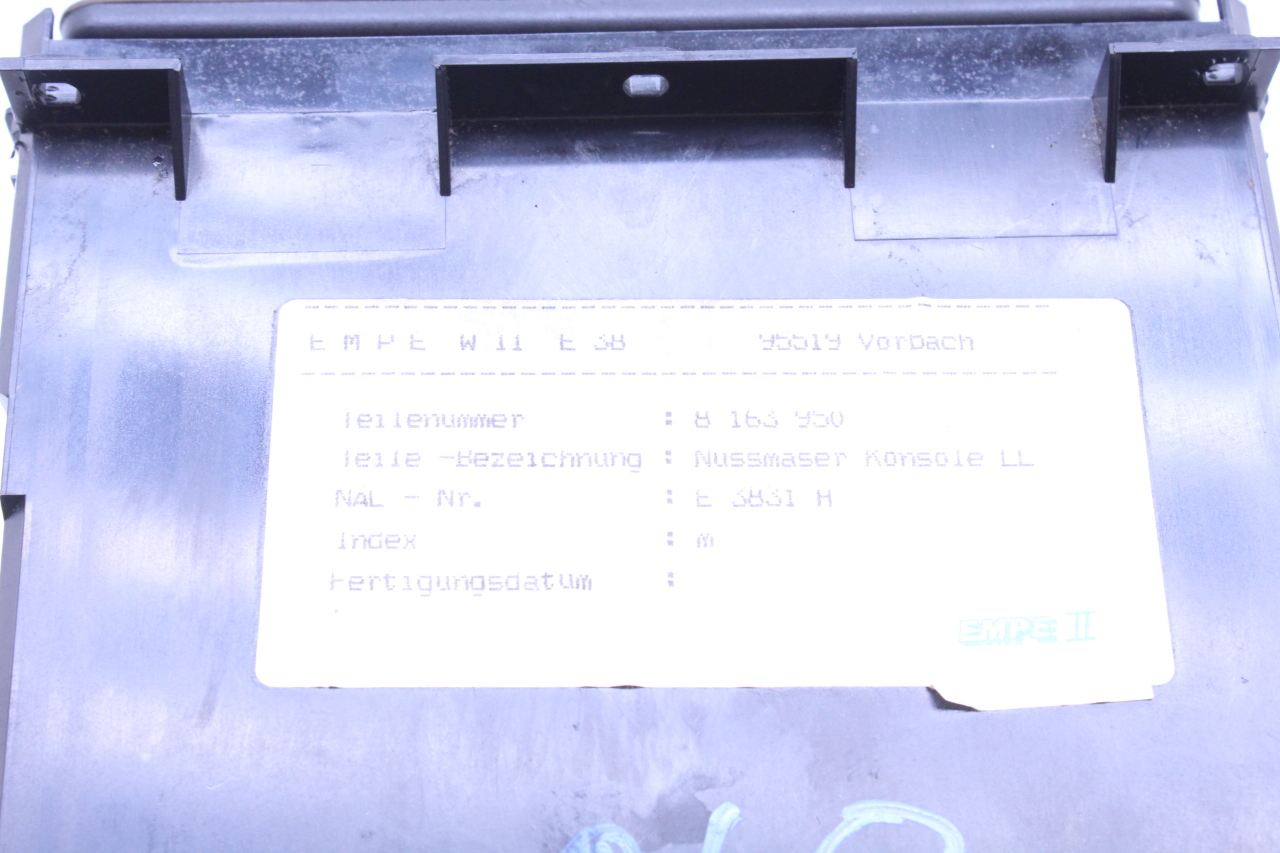 E M P E  W II  E 38 95519 Vorbach
Teilenummer : 8 163 950
Teile -Bezeichnung : Nussmaser Konsole LL
NAL - Nr. : E 3831 H
Index : m
Fertigungsdatum :
EMPE II